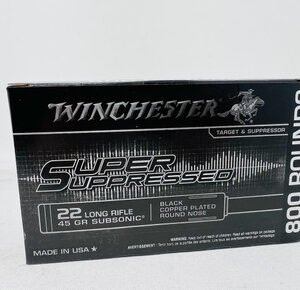 WINCHESTER®
TARGET & SUPPRESSOR
SUPER
SUPPRESSED
22 LONG RIFLE
45 GR SUBSONIC
BLACK
COPPER PLATED
ROUND NOSE
MADE IN USA ★
800 ROUNDS